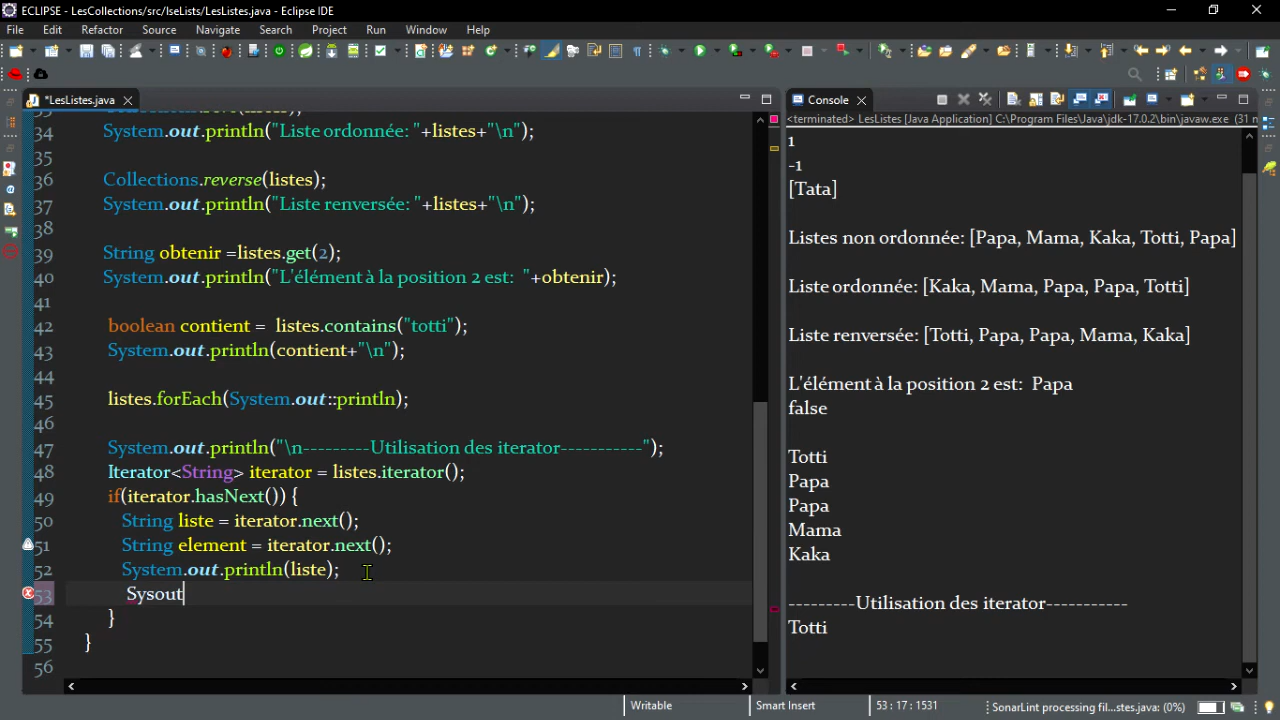 ECLIPSE - LesCollections/src/lseLists/LesListes.java - Eclipse IDE
File Edit Refactor Source Navigate Search Project Run Window Help
*LesListes.java
34 System.out.println("Liste ordonnée: "+listes+"\n");
35
36 Collections.reverse(listes);
37 System.out.println("Liste renversée: "+listes+"\n");
38
39 String obtenir =listes.get(2);
40 System.out.println("L'élément à la position 2 est:  "+obtenir);
41
42 boolean contient =  listes.contains("totti");
43 System.out.println(contient+"\n");
44
45 listes.forEach(System.out::println);
46
47 System.out.println("\n---------Utilisation des iterator-----------");
48 Iterator<String> iterator = listes.iterator();
49 if(iterator.hasNext()) {
50 String liste = iterator.next();
51 String element = iterator.next();
52 System.out.println(liste);
53 Sysout
54 }
55 }
56
Console
<terminated> LesListes [Java Application] C:\Program Files\Java\jdk-17.0.2\bin\javaw.exe (31 n
1
-1
[Tata]
Listes non ordonnée: [Papa, Mama, Kaka, Totti, Papa]
Liste ordonnée: [Kaka, Mama, Papa, Papa, Totti]
Liste renversée: [Totti, Papa, Papa, Mama, Kaka]
L'élément à la position 2 est:  Papa
false
Totti
Papa
Papa
Mama
Kaka
---------Utilisation des iterator-----------
Totti
Writable Smart Insert 53 : 17 : 1531 SonarLint processing fil...stes.java: (0%)